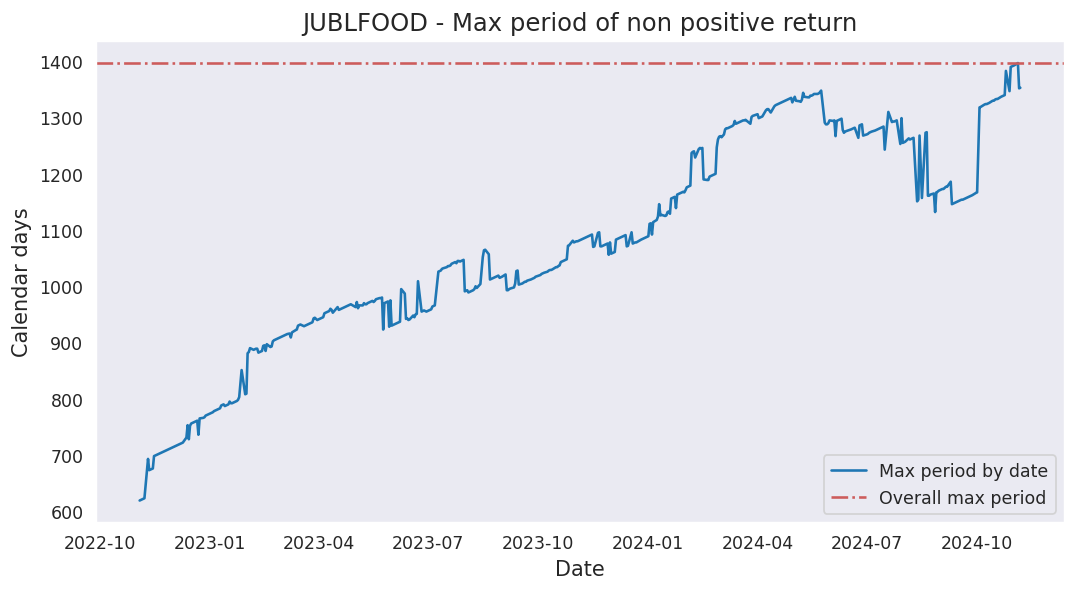 JUBLFOOD - Max period of non positive return
Calendar days
1400
1300
1200
1100
1000
900
800
700
600
2022-10 2023-01 2023-04 2023-07 2023-10 2024-01 2024-04 2024-07 2024-10
Date
Max period by date
Overall max period